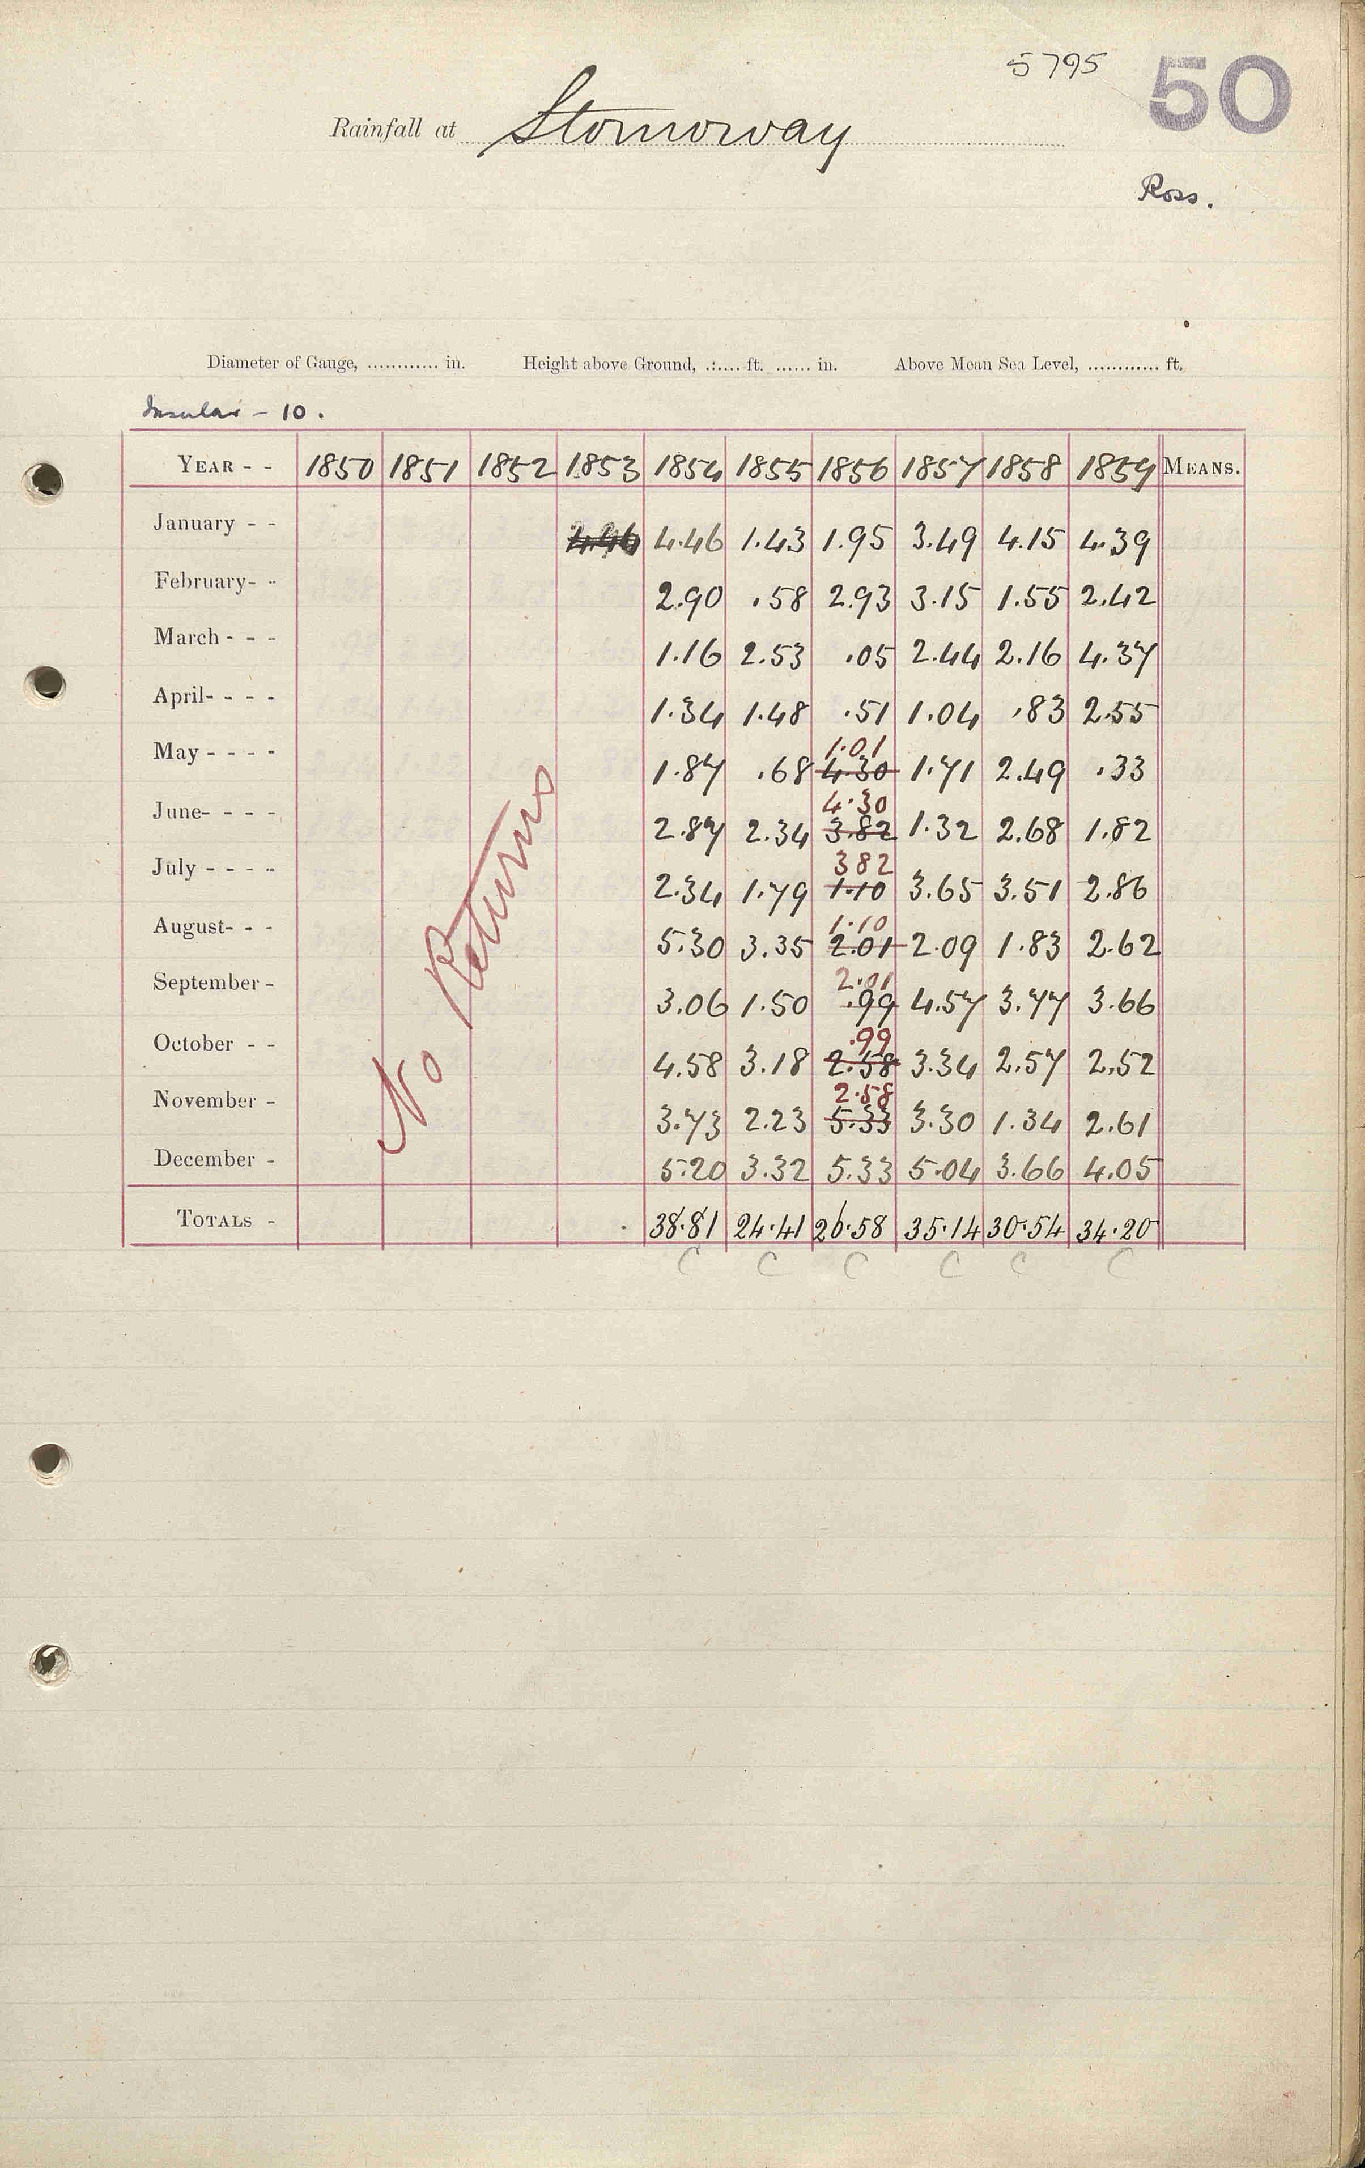 5795 50
Rainfall at Stornoway
Ross.
Diameter of Gauge, ............ in. Height above Ground, ...... ft. ...... in. Above Mean Sea Level, ............ ft.
Insular - 10.
YEAR - - 1850 1851 1852 1853 1854 1855 1856 1857 1858 1859 MEANS.
January - - 4.46 4.46 1.43 1.95 3.49 4.15 4.39
February- - 2.90 .58 2.93 3.15 1.55 2.42
March - - - 1.16 2.53 .05 2.44 2.16 4.37
April- - - - 1.34 1.48 .51 1.04 .83 2.55
1.01
May - - - - 1.87 .68 4.30 1.71 2.49 .33
4.30
June- - - - 2.87 2.34 3.82 1.32 2.68 1.82
382
July - - - - 2.34 1.79 1.10 3.65 3.51 2.86
1.10
August- - - 5.30 3.35 2.01 2.09 1.83 2.62
2.01
September - 3.06 1.50 .99 4.57 3.77 3.66
.99
October - - 4.58 3.18 2.58 3.34 2.57 2.52
2.58
November - 3.73 2.23 5.33 3.30 1.34 2.61
December - 5.20 3.32 5.33 5.04 3.66 4.05
TOTALS - 38.81 24.41 26.58 35.14 30.54 34.20
C C C C C C
No Returns